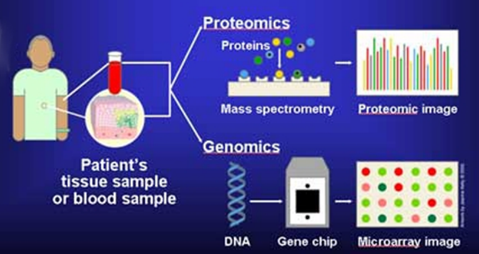 Proteomics
Proteins
Mass spectrometry
Proteomic image
Genomics
Patient's
tissue sample
or blood sample
DNA
Gene chip
Microarray image